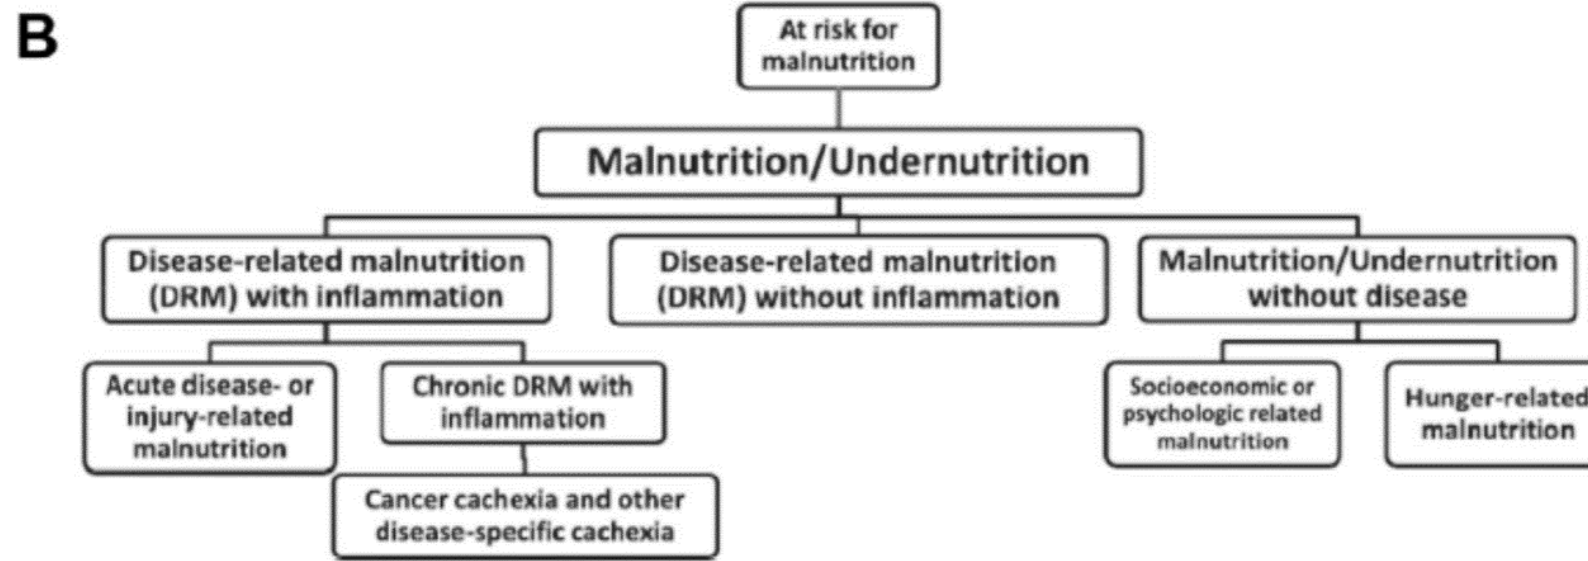 B
At risk for
malnutrition
Malnutrition/Undernutrition
Disease-related malnutrition
(DRM) with inflammation
Disease-related malnutrition
(DRM) without inflammation
Malnutrition/Undernutrition
without disease
Acute disease- or
injury-related
malnutrition
Chronic DRM with
inflammation
Socioeconomic or
psychologic related
malnutrition
Hunger-related
malnutrition
Cancer cachexia and other
disease-specific cachexia